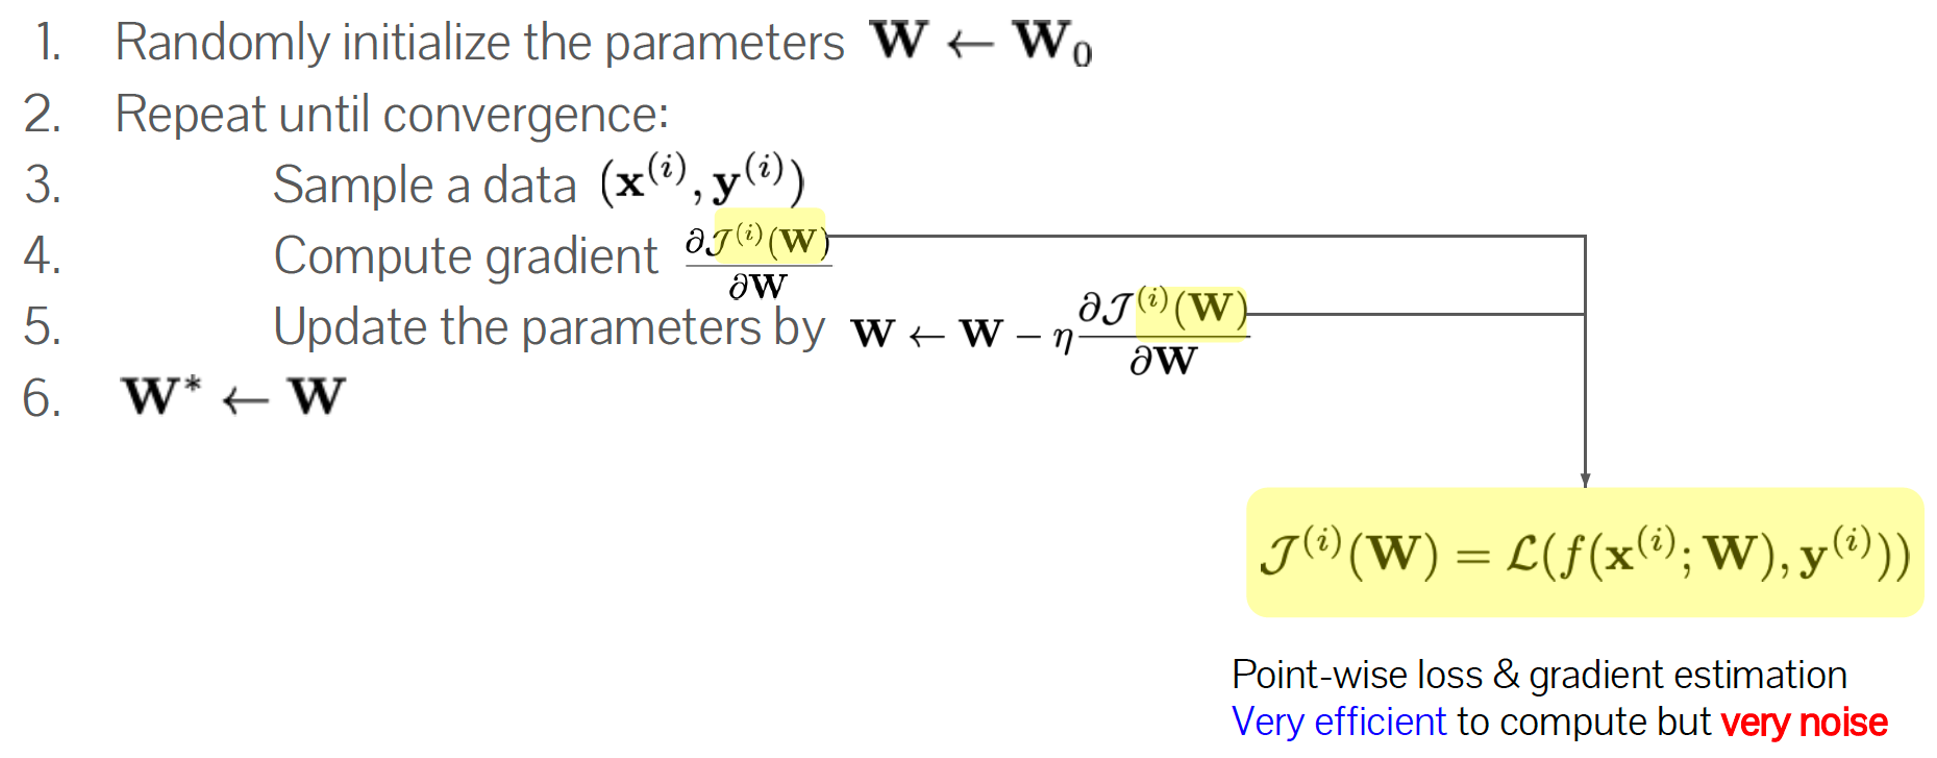 1. Randomly initialize the parameters W ← W₀
2. Repeat until convergence:
3. Sample a data (x⁽ⁱ⁾, y⁽ⁱ⁾)
4. Compute gradient ∂𝒥⁽ⁱ⁾(W)/∂W
5. Update the parameters by W ← W − η ∂𝒥⁽ⁱ⁾(W)/∂W
6. W* ← W
𝒥⁽ⁱ⁾(W) = ℒ(f(x⁽ⁱ⁾; W), y⁽ⁱ⁾))
Point-wise loss & gradient estimation
Very efficient to compute but very noise